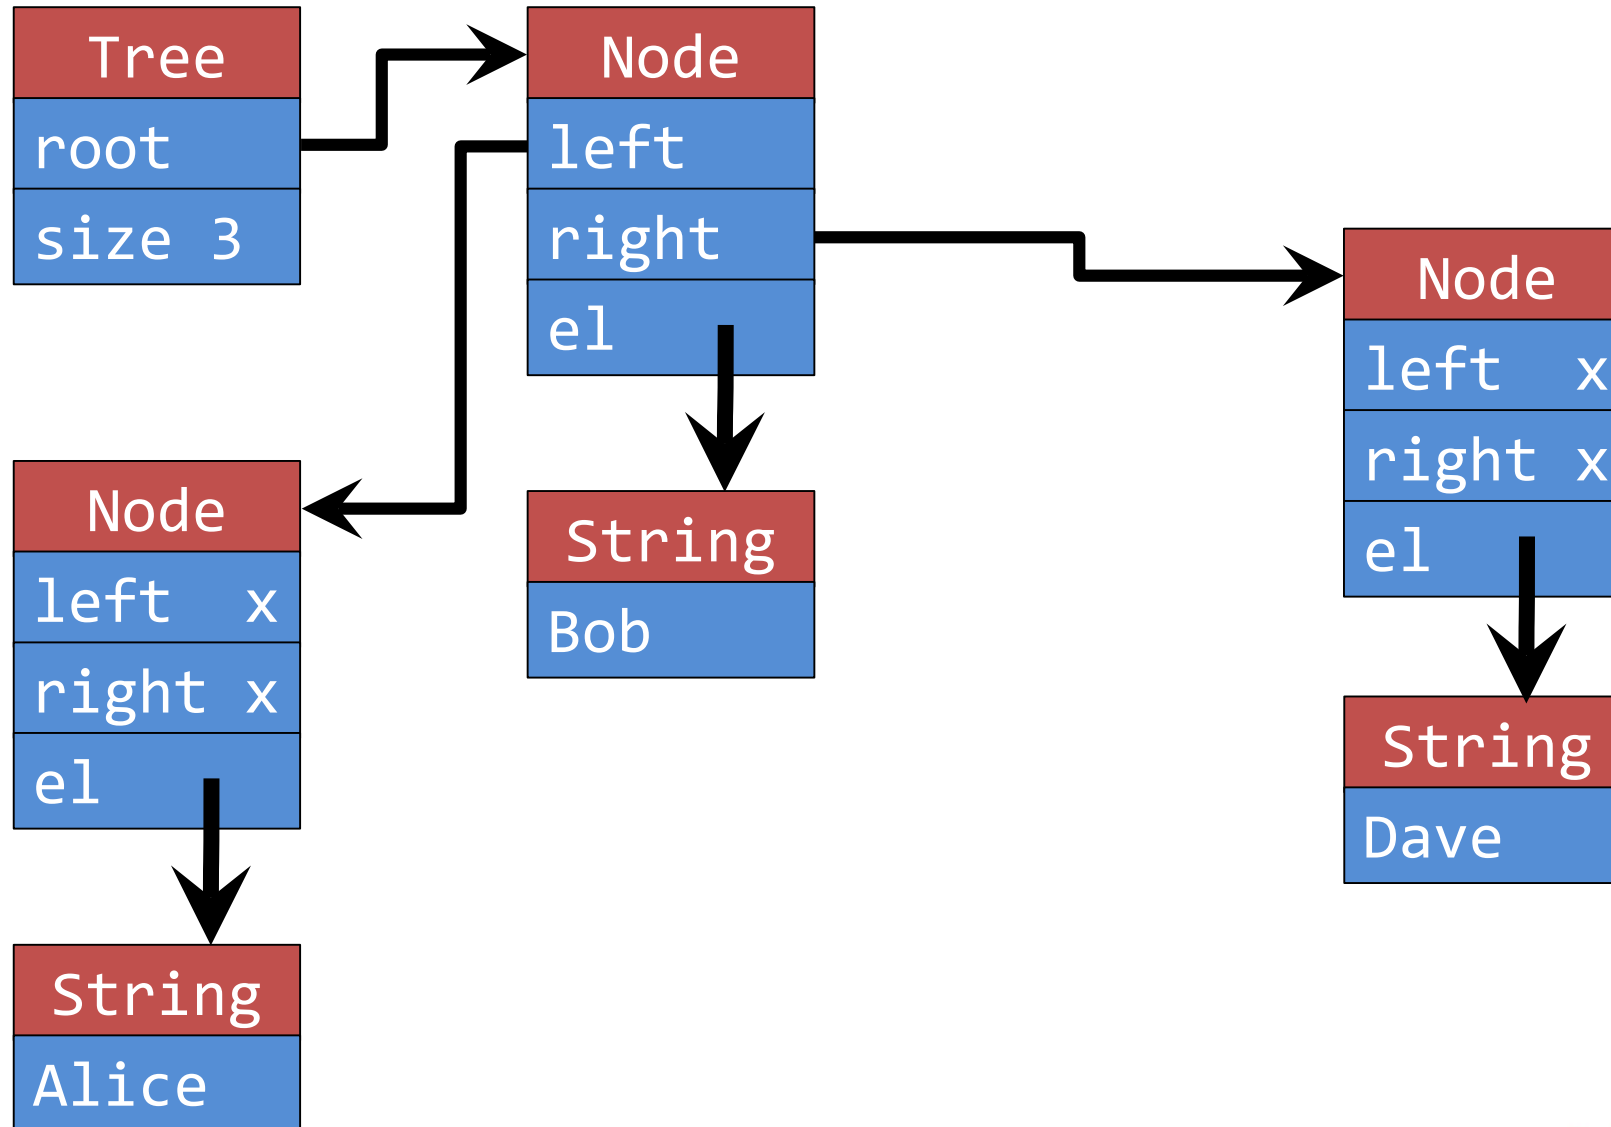 Tree
root
size 3
Node
left
right
el
Node
left x
right x
el
Node
left x
right x
el
String
Bob
String
Dave
String
Alice